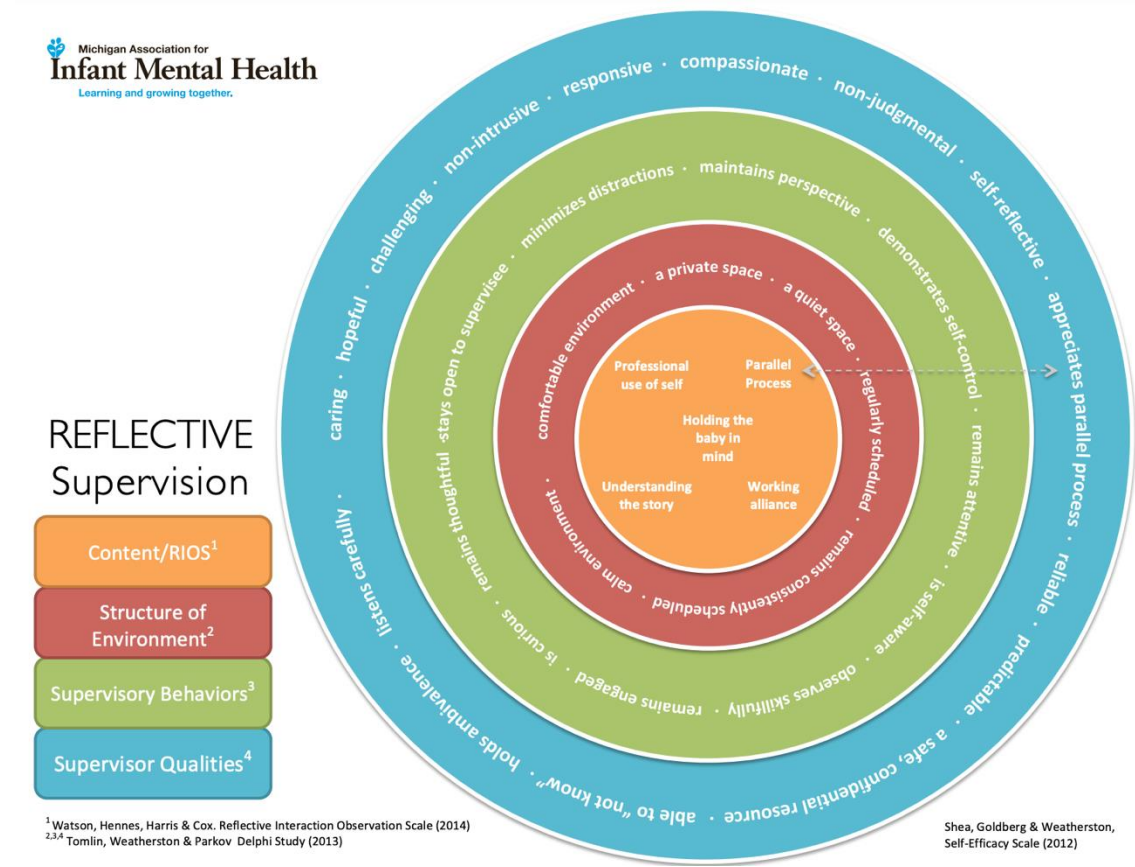 Michigan Association for
Infant Mental Health
Learning and growing together.
REFLECTIVE
Supervision
Content/RIOS1
Structure of
Environment2
Supervisory Behaviors3
Supervisor Qualities4
caring · hopeful · challenging · non-intrusive · responsive · compassionate · non-judgmental · self-reflective · appreciates parallel process · reliable · predictable · a safe, confidential resource · able to "not know" · holds ambivalence · listens carefully ·
stays open to supervisee · minimizes distractions · maintains perspective · demonstrates self-control · remains attentive · is self-aware · observes skillfully · remains engaged · is curious · remains thoughtful ·
comfortable environment · a private space · a quiet space · regularly scheduled · remains consistently scheduled · calm environment ·
Professional
use of self
Parallel
Process
Holding the
baby in
mind
Understanding
the story
Working
alliance
1 Watson, Hennes, Harris & Cox. Reflective Interaction Observation Scale (2014)
2,3,4 Tomlin, Weatherston & Parkov Delphi Study (2013)
Shea, Goldberg & Weatherston,
Self-Efficacy Scale (2012)